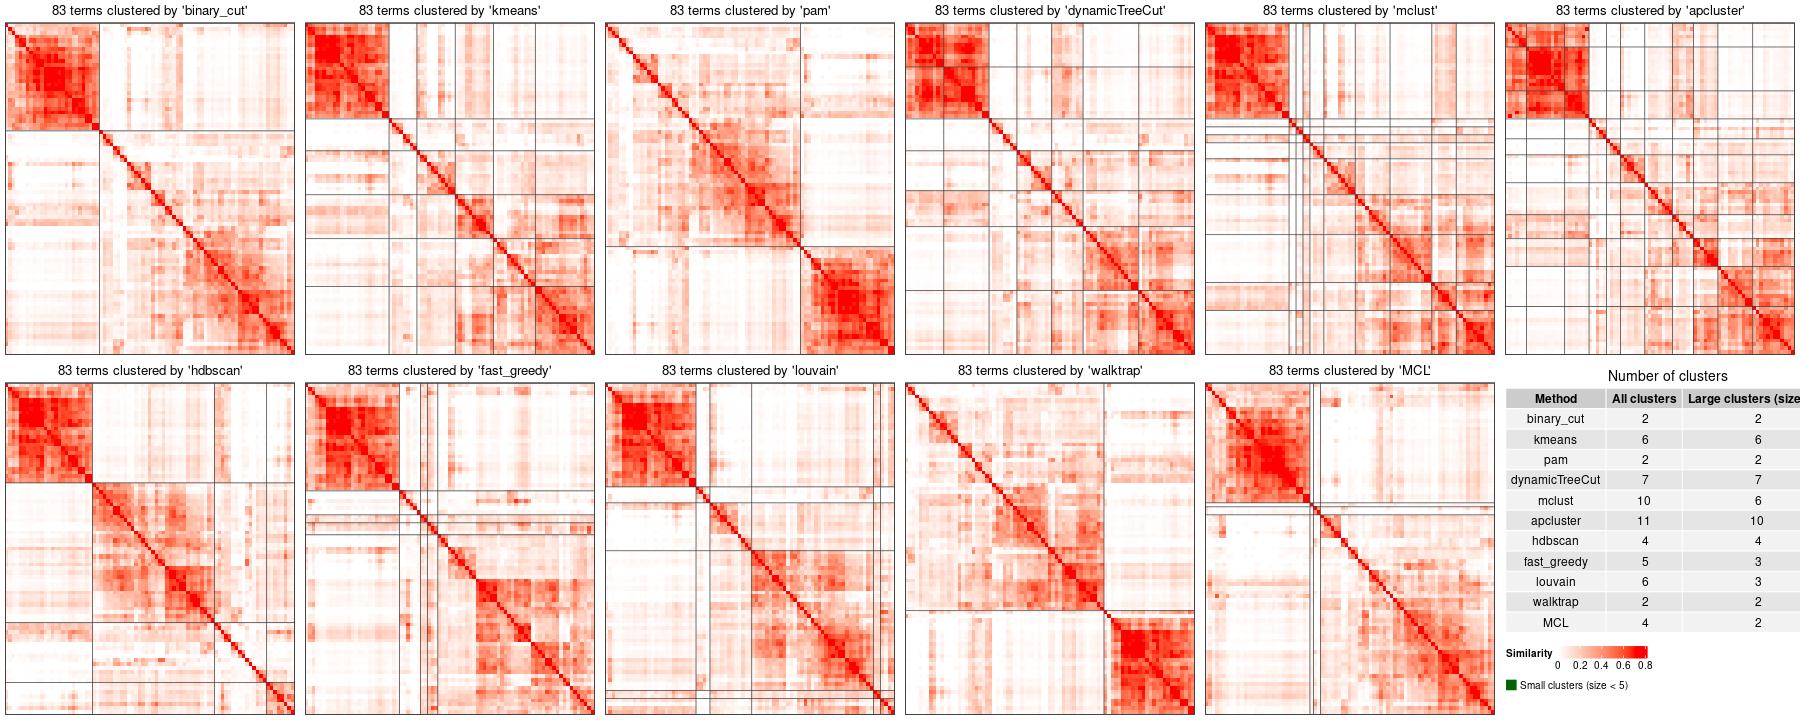 83 terms clustered by 'binary_cut'
83 terms clustered by 'kmeans'
83 terms clustered by 'pam'
83 terms clustered by 'dynamicTreeCut'
83 terms clustered by 'mclust'
83 terms clustered by 'apcluster'
83 terms clustered by 'hdbscan'
83 terms clustered by 'fast_greedy'
83 terms clustered by 'louvain'
83 terms clustered by 'walktrap'
83 terms clustered by 'MCL'
Number of clusters
Method All clusters Large clusters (size
binary_cut 2 2
kmeans 6 6
pam 2 2
dynamicTreeCut 7 7
mclust 10 6
apcluster 11 10
hdbscan 4 4
fast_greedy 5 3
louvain 6 3
walktrap 2 2
MCL 4 2
Similarity
0 0.2 0.4 0.6 0.8
Small clusters (size < 5)